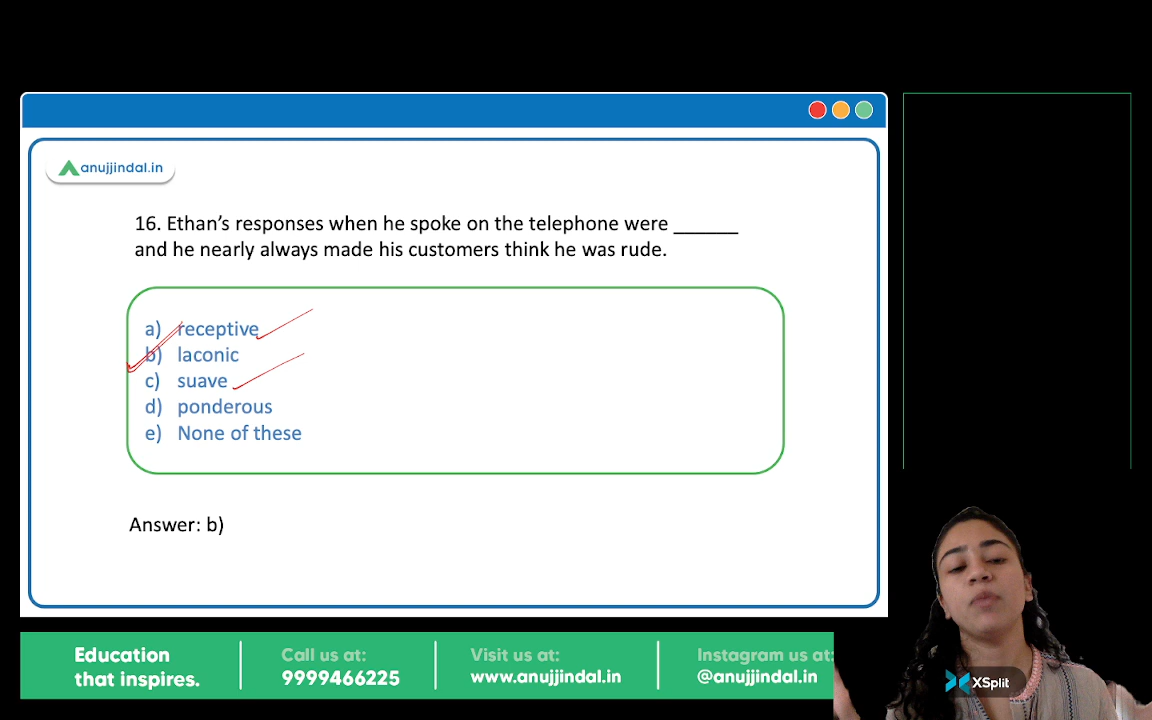 anujjindal.in
16. Ethan’s responses when he spoke on the telephone were ______
and he nearly always made his customers think he was rude.
a) receptive
b) laconic
c) suave
d) ponderous
e) None of these
Answer: b)
Education
that inspires.
Call us at:
9999466225
Visit us at:
www.anujjindal.in
Instagram us at:
@anujjindal.in
XSplit